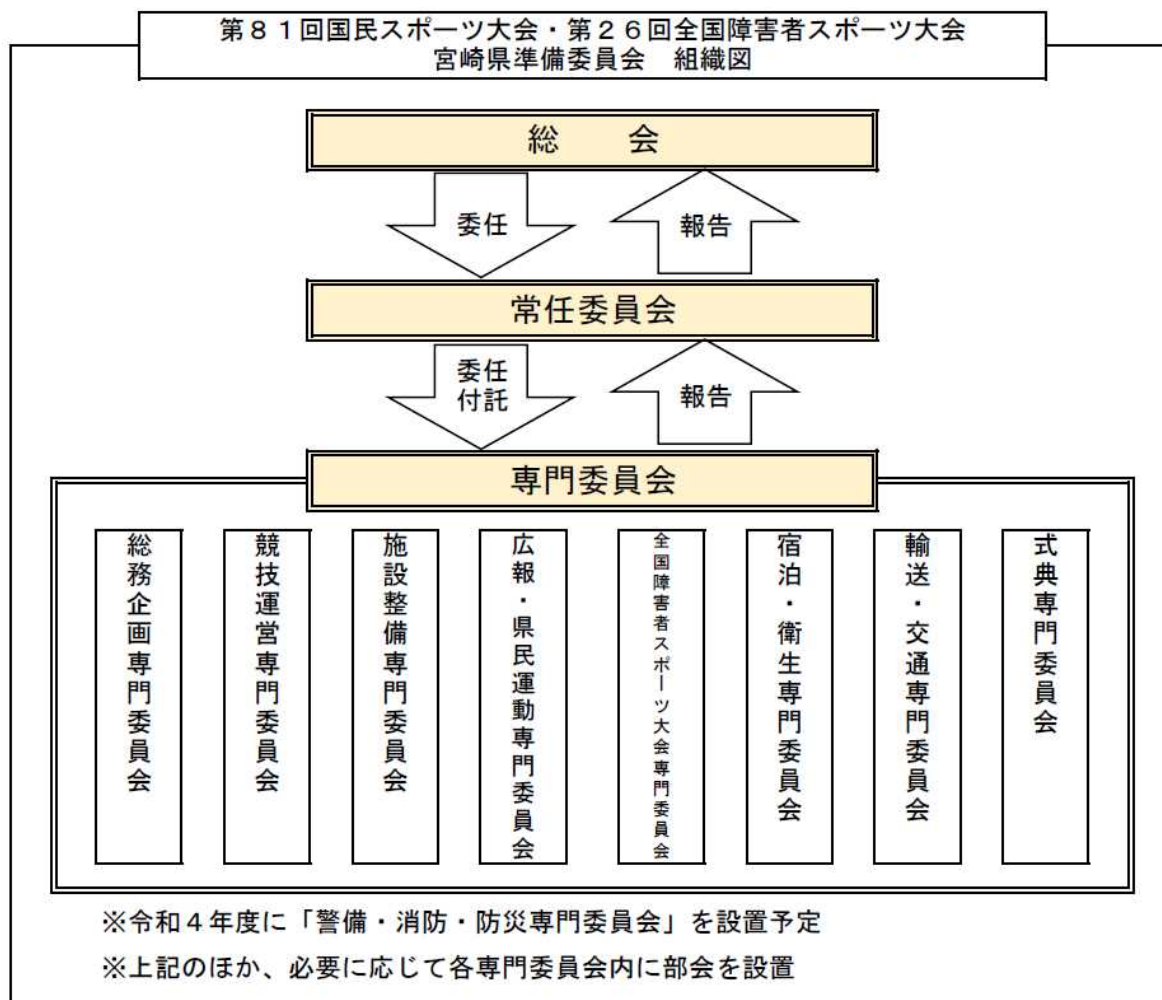 第８１回国民スポーツ大会・第２６回全国障害者スポーツ大会
宮崎県準備委員会　組織図
総　　会
委任
報告
常任委員会
委任
付託
報告
専門委員会
総務企画専門委員会
競技運営専門委員会
施設整備専門委員会
広報・県民運動専門委員会
全国障害者スポーツ大会専門委員会
宿泊・衛生専門委員会
輸送・交通専門委員会
式典専門委員会
※令和４年度に「警備・消防・防災専門委員会」を設置予定
※上記のほか、必要に応じて各専門委員会内に部会を設置